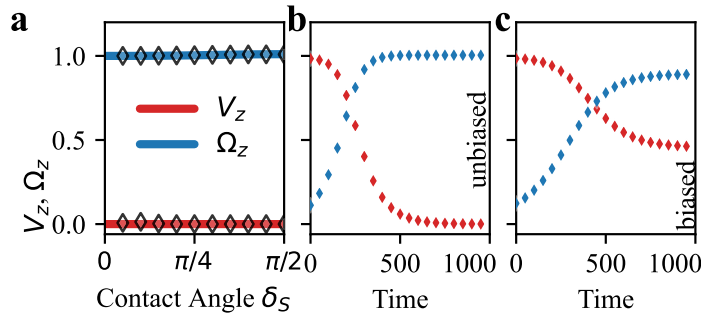 a
b
c
1.0
0.5
0.0
V_z, Ω_z
V_z
Ω_z
unbiased
biased
0
π/4
π/2
0
500
1000
0
500
1000
Contact Angle δ_S
Time
Time